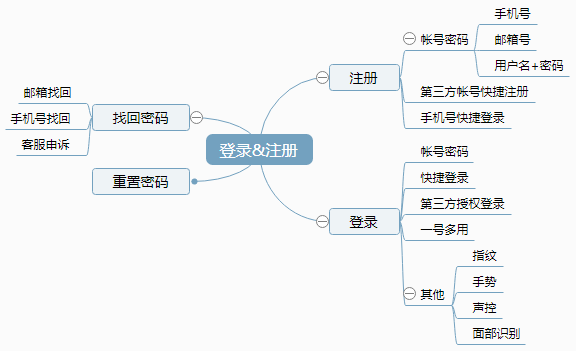 登录&注册
注册
帐号密码
手机号
邮箱号
用户名+密码
第三方帐号快捷注册
手机号快捷登录
登录
帐号密码
快捷登录
第三方授权登录
一号多用
其他
指纹
手势
声控
面部识别
找回密码
邮箱找回
手机号找回
客服申诉
重置密码